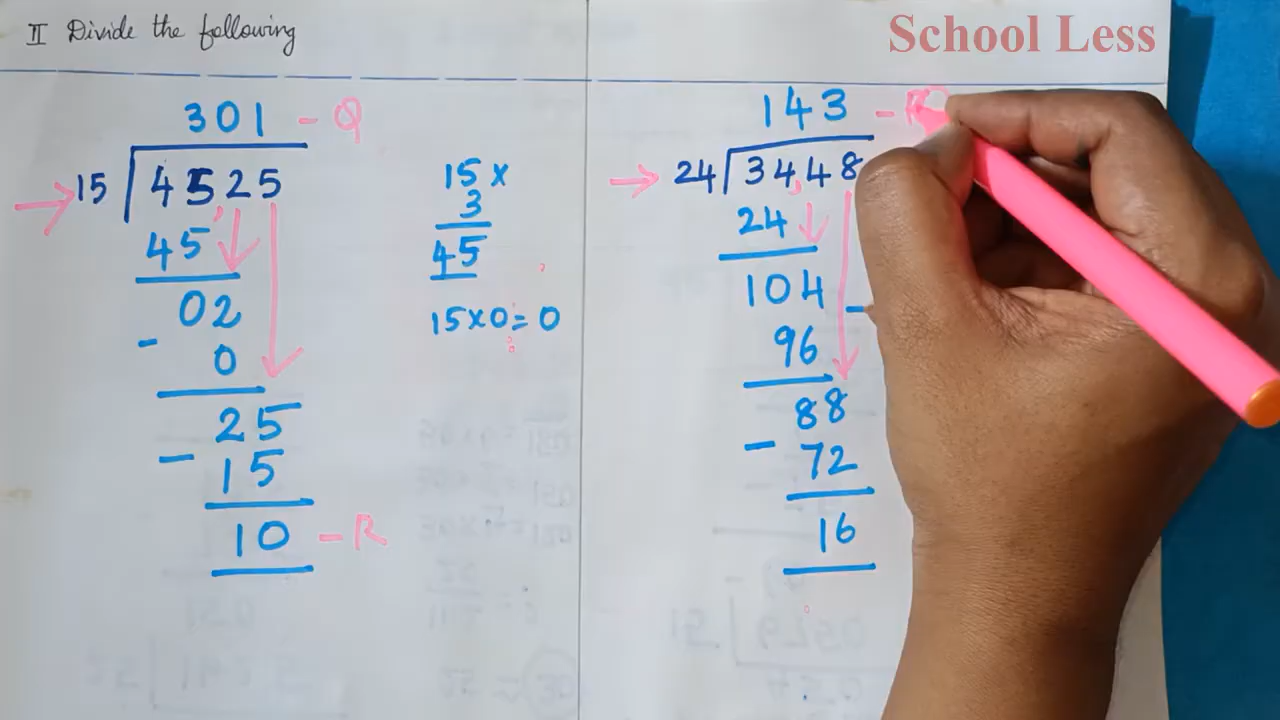 II Divide the following
School Less
301 - Q
15 4525
45
02
- 0
25
- 15
10 - R
15 x
3
45
15 x 0 = 0
143 -
24 3448
24
104
-
96
88
- 72
16